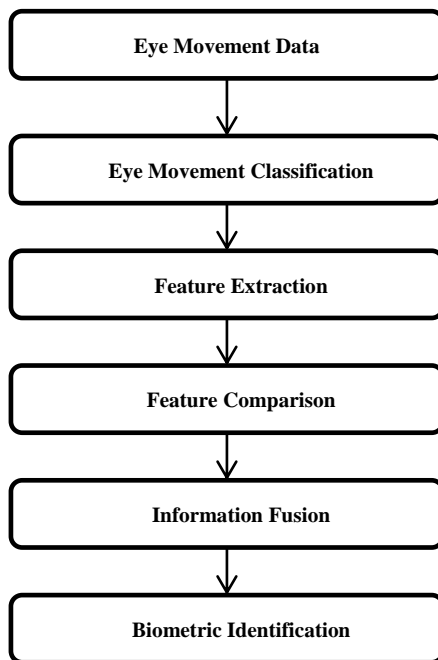 Eye Movement Data
Eye Movement Classification
Feature Extraction
Feature Comparison
Information Fusion
Biometric Identification